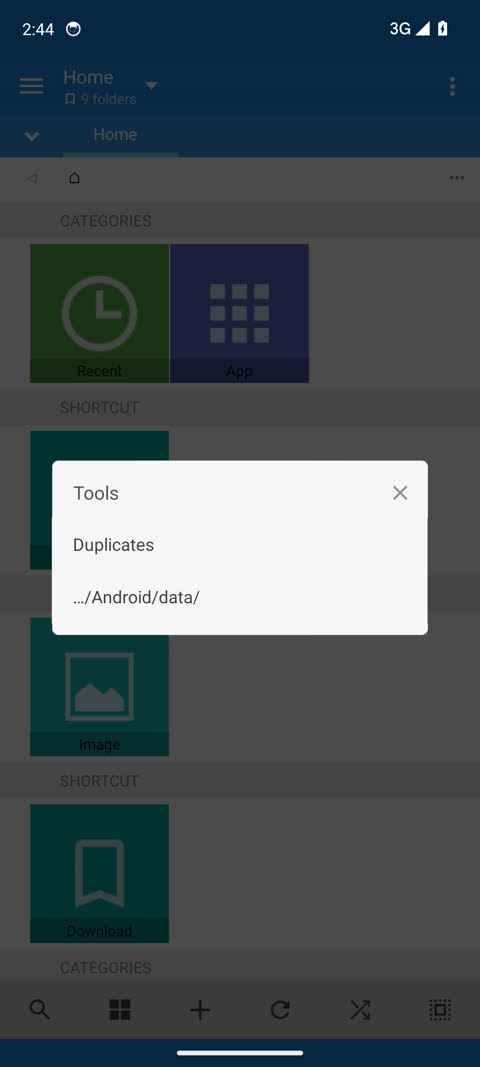 2:44
3G
Home
9 folders
Home
CATEGORIES
Recent
App
SHORTCUT
Tools
Duplicates
…/Android/data/
Image
SHORTCUT
Download
CATEGORIES